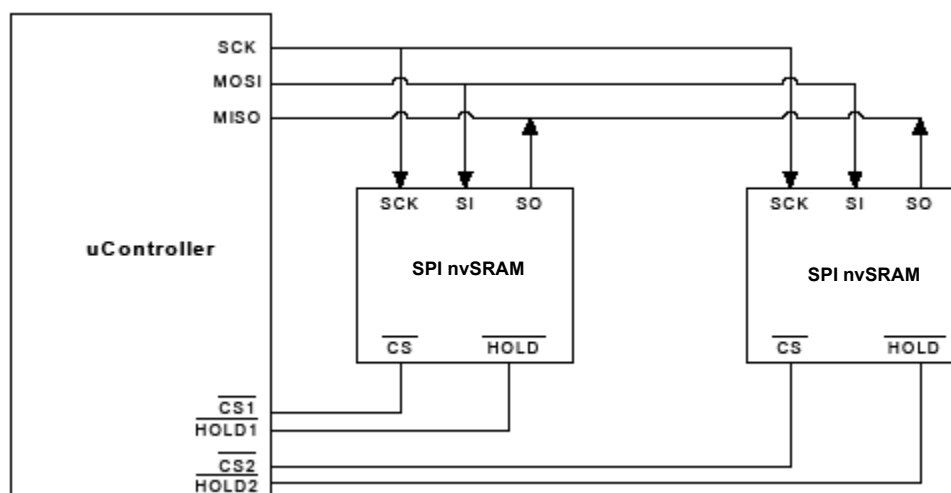 SCK
MOSI
MISO
uController
SCK SI SO
SPI nvSRAM
CS HOLD
SCK SI SO
SPI nvSRAM
CS HOLD
CS1
HOLD1
CS2
HOLD2